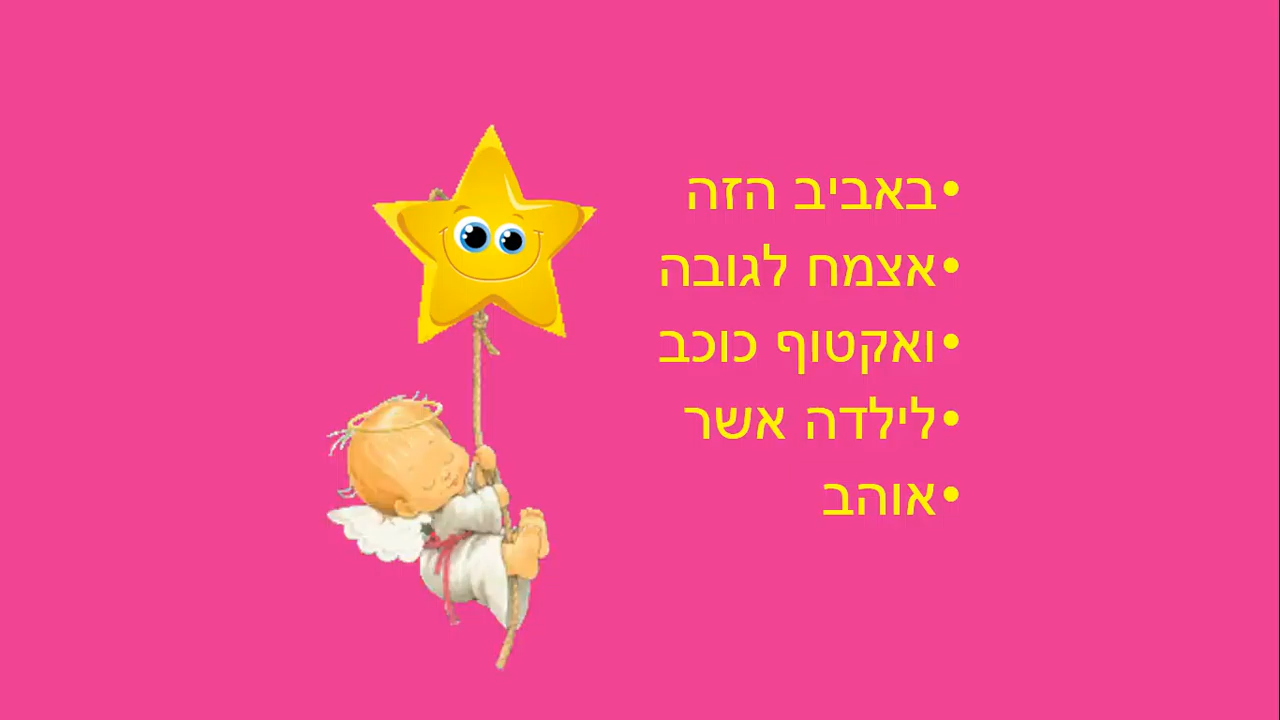 •באביב הזה
•אצמח לגובה
•ואקטוף כוכב
•לילדה אשר
•אוהב